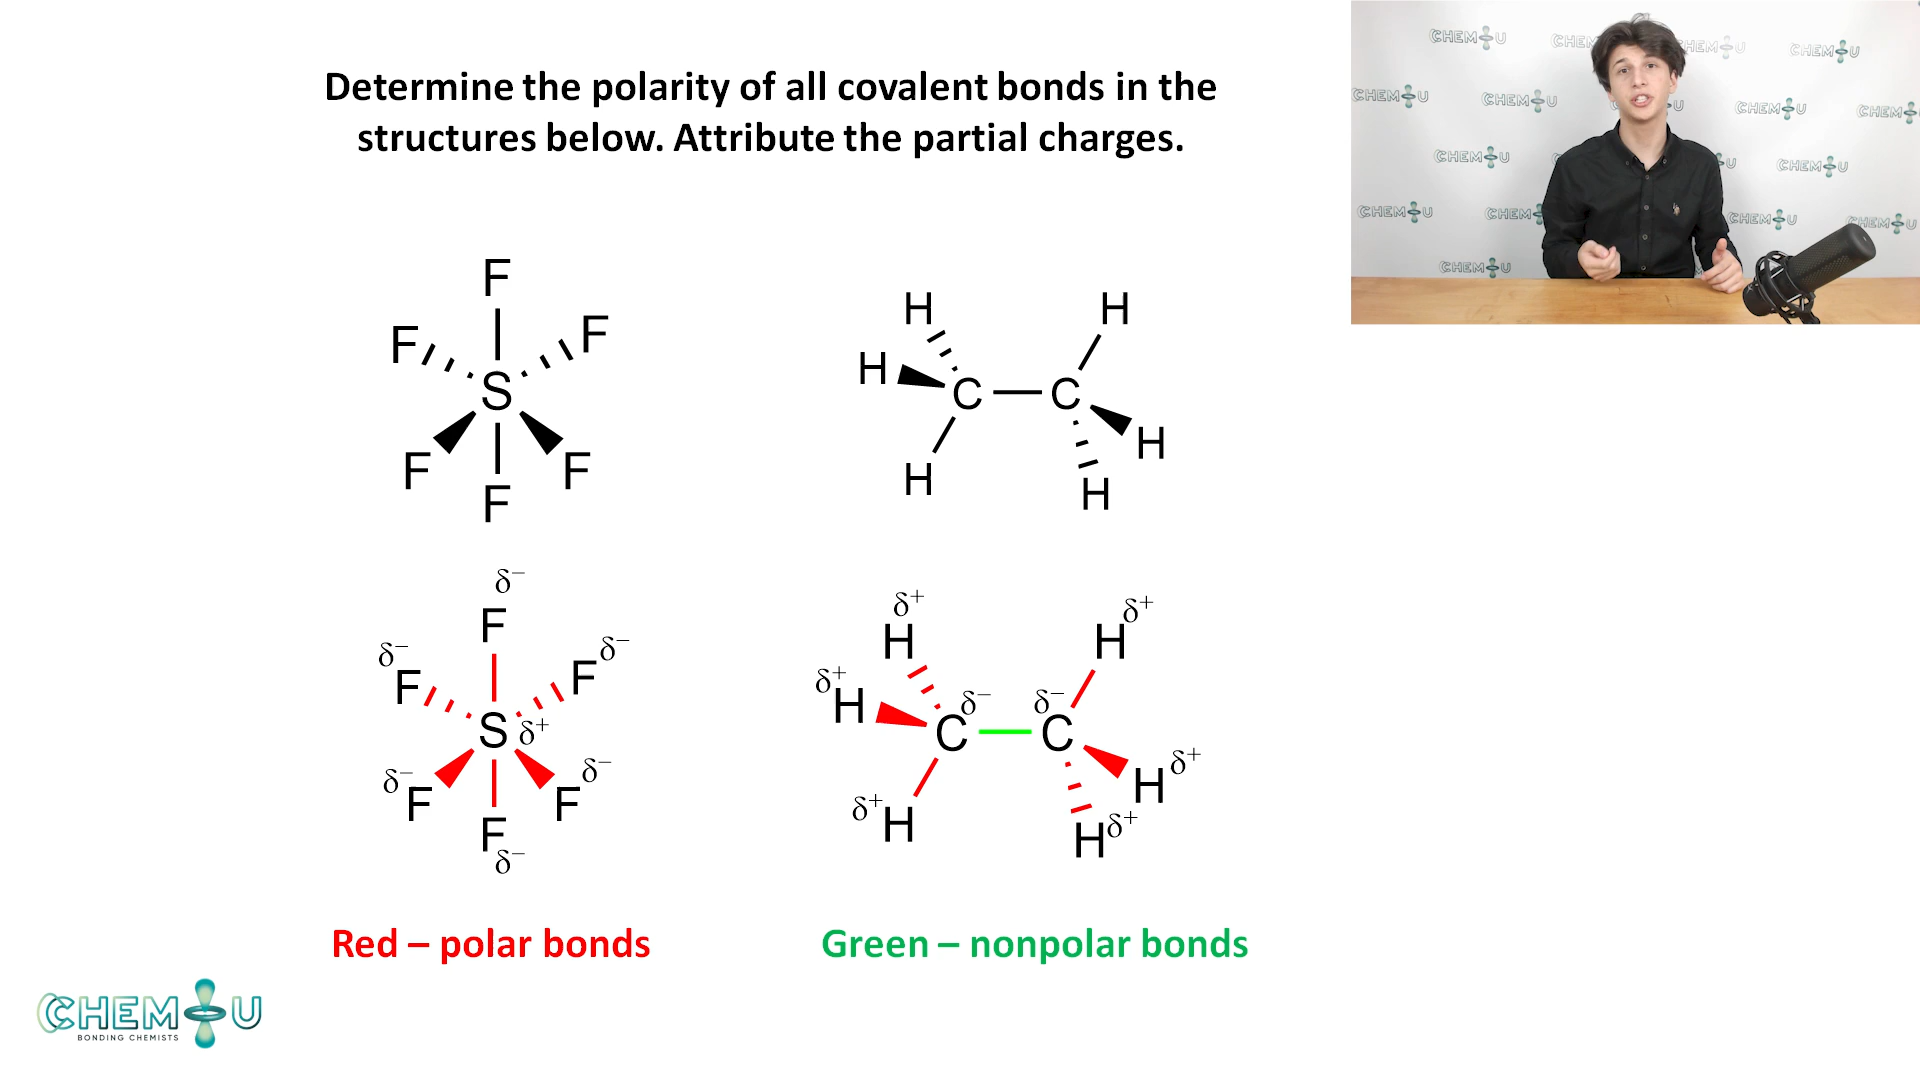 Determine the polarity of all covalent bonds in the
structures below. Attribute the partial charges.
CHEM4U
F
F F
S
F F
F
H H
H
C C
H
H
H
δ−
F
δ− F F δ−
S δ+
δ− F F δ−
F
δ−
δ+ H H δ+
δ+ H
δ− δ−
C C
H δ+
δ+ H H δ+
Red – polar bonds
Green – nonpolar bonds
CHEM U
BONDING CHEMISTS